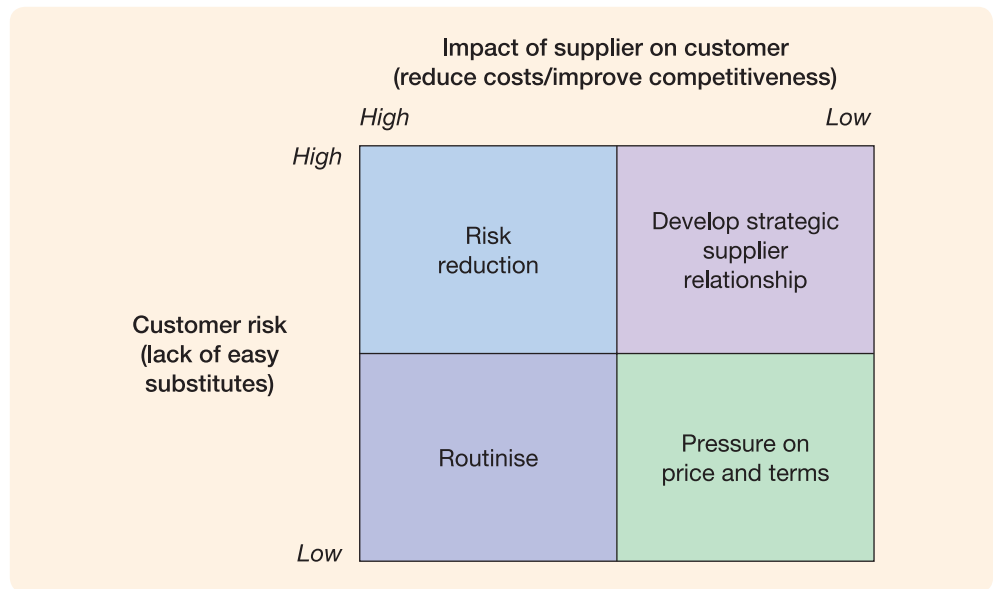 Impact of supplier on customer
(reduce costs/improve competitiveness)
High
Low
High
Risk
reduction
Develop strategic
supplier
relationship
Customer risk
(lack of easy
substitutes)
Routinise
Pressure on
price and terms
Low